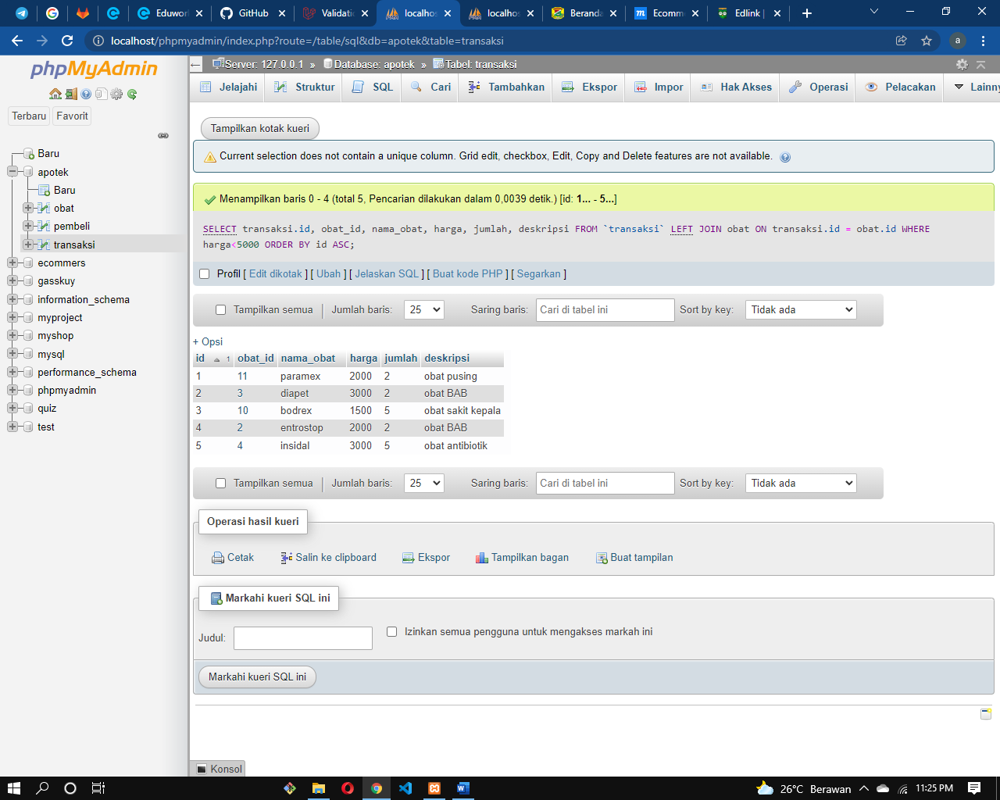 Eduwor
GitHub
Validati
localhos
localhos
Beranda
Ecomm
Edlink |
localhost/phpmyadmin/index.php?route=/table/sql&db=apotek&table=transaksi
a
phpMyAdmin
Terbaru
Favorit
Baru
apotek
Baru
obat
pembeli
transaksi
ecommers
gasskuy
information_schema
myproject
myshop
mysql
performance_schema
phpmyadmin
quiz
test
Server: 127.0.0.1 » Database: apotek » Tabel: transaksi
Jelajahi Struktur SQL Cari Tambahkan Ekspor Impor Hak Akses Operasi Pelacakan Lainny
Tampilkan kotak kueri
Current selection does not contain a unique column. Grid edit, checkbox, Edit, Copy and Delete features are not available.
Menampilkan baris 0 - 4 (total 5, Pencarian dilakukan dalam 0,0039 detik.) [id: 1... - 5...]
SELECT transaksi.id, obat_id, nama_obat, harga, jumlah, deskripsi FROM `transaksi` LEFT JOIN obat ON transaksi.id = obat.id WHERE
harga<5000 ORDER BY id ASC;
Profil [ Edit dikotak ] [ Ubah ] [ Jelaskan SQL ] [ Buat kode PHP ] [ Segarkan ]
Tampilkan semua | Jumlah baris: 25 Saring baris: Cari di tabel ini Sort by key: Tidak ada
+ Opsi
id 1 obat_id nama_obat harga jumlah deskripsi
1 11 paramex 2000 2 obat pusing
2 3 diapet 3000 2 obat BAB
3 10 bodrex 1500 5 obat sakit kepala
4 2 entrostop 2000 2 obat BAB
5 4 insidal 3000 5 obat antibiotik
Tampilkan semua | Jumlah baris: 25 Saring baris: Cari di tabel ini Sort by key: Tidak ada
Operasi hasil kueri
Cetak Salin ke clipboard Ekspor Tampilkan bagan Buat tampilan
Markahi kueri SQL ini
Judul:
Izinkan semua pengguna untuk mengakses markah ini
Markahi kueri SQL ini
Konsol
26°C Berawan
11:25 PM